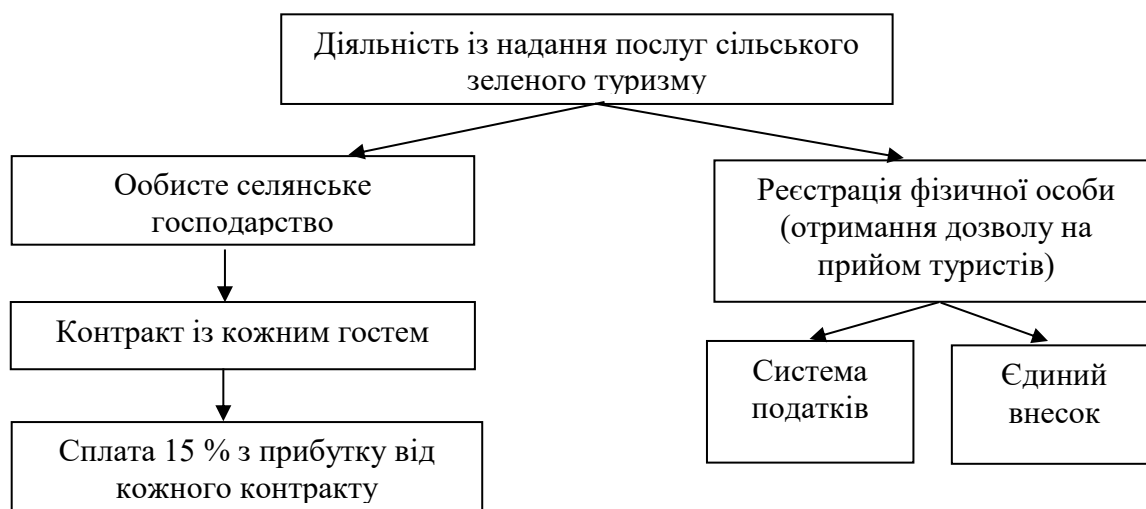 Діяльність із надання послуг сільського
зеленого туризму
Ообисте селянське
господарство
Реєстрація фізичної особи
(отримання дозволу на
прийом туристів)
Контракт із кожним гостем
Система
податків
Єдиний
внесок
Сплата 15 % з прибутку від
кожного контракту